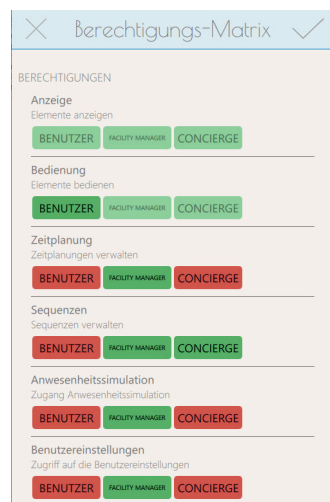 Berechtigungs-Matrix
BERECHTIGUNGEN
Anzeige
Elemente anzeigen
BENUTZER FACILITY MANAGER CONCIERGE
Bedienung
Elemente bedienen
BENUTZER FACILITY MANAGER CONCIERGE
Zeitplanung
Zeitplanungen verwalten
BENUTZER FACILITY MANAGER CONCIERGE
Sequenzen
Sequenzen verwalten
BENUTZER FACILITY MANAGER CONCIERGE
Anwesenheitssimulation
Zugang Anwesenheitssimulation
BENUTZER FACILITY MANAGER CONCIERGE
Benutzereinstellungen
Zugriff auf die Benutzereinstellungen
BENUTZER FACILITY MANAGER CONCIERGE